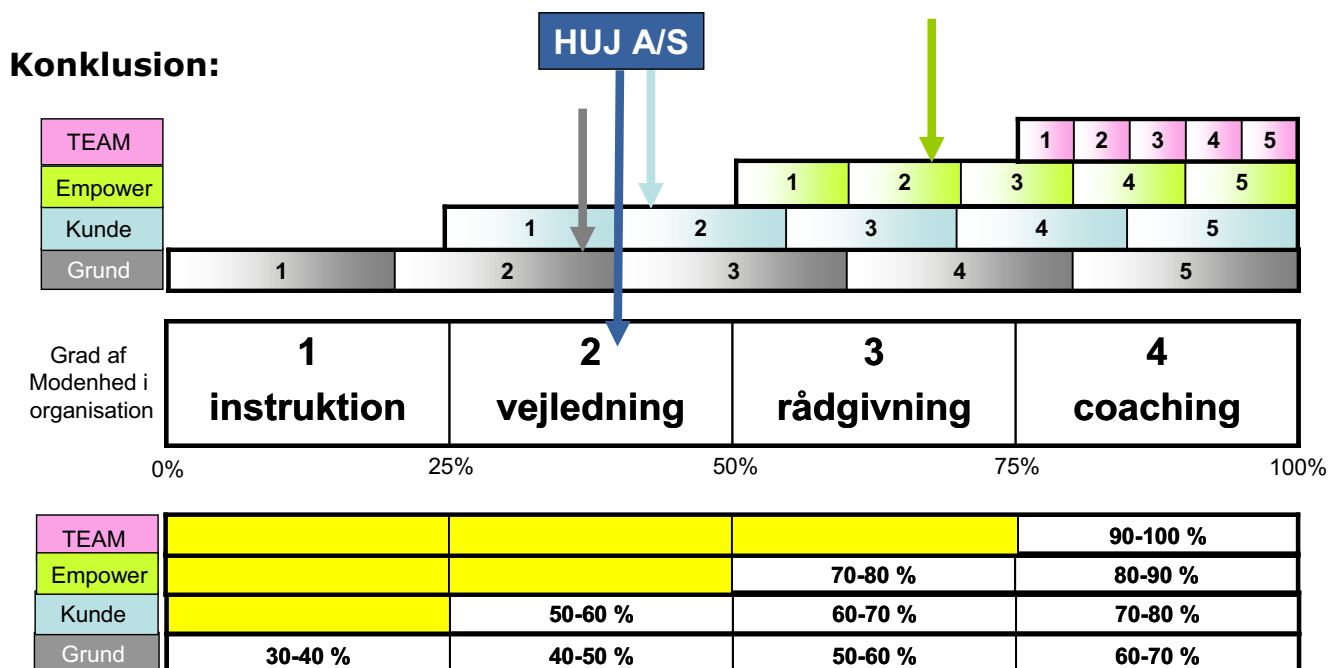 HUJ A/S
Konklusion:
TEAM 1 2 3 4 5
Empower 1 2 3 4 5
Kunde 1 2 3 4 5
Grund 1 2 3 4 5
Grad af
Modenhed i
organisation
1 2 3 4
instruktion vejledning rådgivning coaching
0% 25% 50% 75% 100%
TEAM 90-100 %
Empower 70-80 % 80-90 %
Kunde 50-60 % 60-70 % 70-80 %
Grund 30-40 % 40-50 % 50-60 % 60-70 %